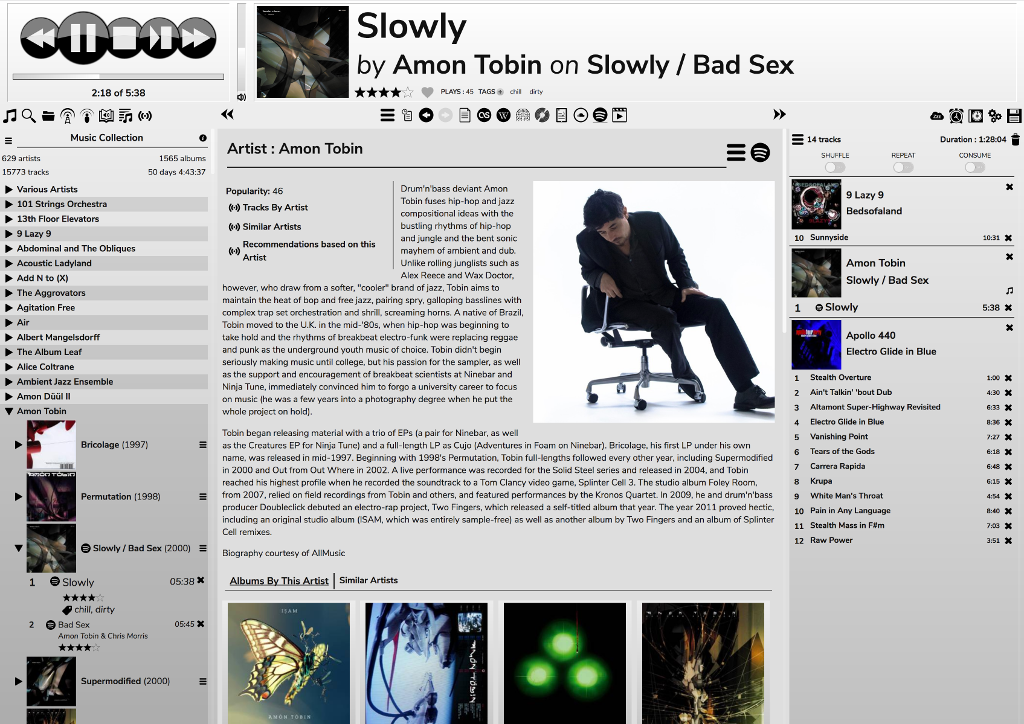 Slowly
by Amon Tobin on Slowly / Bad Sex
PLAYS : 45 TAGS chill dirty
2:18 of 5:38
Music Collection
629 artists 1565 albums
15773 tracks 50 days 4:43:37
Various Artists
101 Strings Orchestra
13th Floor Elevators
9 Lazy 9
Abdominal and The Obliques
Acoustic Ladyland
Add N to (X)
The Aggrovators
Agitation Free
Air
Albert Mangelsdorff
The Album Leaf
Alice Coltrane
Ambient Jazz Ensemble
Amon Düül II
Amon Tobin
Bricolage (1997)
Permutation (1998)
Slowly / Bad Sex (2000)
1 Slowly 05:38
chill, dirty
2 Bad Sex 05:45
Amon Tobin & Chris Morris
Supermodified (2000)
Artist : Amon Tobin
Popularity: 46
Tracks By Artist
Similar Artists
Recommendations based on this
Artist
Drum'n'bass deviant Amon
Tobin fuses hip-hop and jazz
compositional ideas with the
bustling rhythms of hip-hop
and jungle and the bent sonic
mayhem of ambient and dub.
Unlike rolling junglists such as
Alex Reece and Wax Doctor,
however, who draw from a softer, "cooler" brand of jazz, Tobin aims to
maintain the heat of bop and free jazz, pairing spry, galloping basslines with
complex trap set orchestration and shrill, screaming horns. A native of Brazil,
Tobin moved to the U.K. in the mid-'80s, when hip-hop was beginning to
take hold and the rhythms of breakbeat electro-funk were replacing reggae
and punk as the underground youth music of choice. Tobin didn't begin
seriously making music until college, but his passion for the sampler, as well
as the support and encouragement of breakbeat scientists at Ninebar and
Ninja Tune, immediately convinced him to forgo a university career to focus
on music (he was a few years into a photography degree when he put the
whole project on hold).
Tobin began releasing material with a trio of EPs (a pair for Ninebar, as well
as the Creatures EP for Ninja Tune) and a full-length LP as Cujo (Adventures in Foam on Ninebar). Bricolage, his first LP under his own
name, was released in mid-1997. Beginning with 1998's Permutation, Tobin full-lengths followed every other year, including Supermodified
in 2000 and Out from Out Where in 2002. A live performance was recorded for the Solid Steel series and released in 2004, and Tobin
reached his highest profile when he recorded the soundtrack to a Tom Clancy video game, Splinter Cell 3. The studio album Foley Room,
from 2007, relied on field recordings from Tobin and others, and featured performances by the Kronos Quartet. In 2009, he and drum'n'bass
producer Doubleclick debuted an electro-rap project, Two Fingers, which released a self-titled album that year. The year 2011 proved hectic,
including an original studio album (ISAM, which was entirely sample-free) as well as another album by Two Fingers and an album of Splinter
Cell remixes.
Biography courtesy of AllMusic
Albums By This Artist Similar Artists
ISAM
AMON TOBIN
14 tracks Duration : 1:28:04
SHUFFLE REPEAT CONSUME
9 Lazy 9
Bedsofaland
10 Sunnyside 10:31
Amon Tobin
Slowly / Bad Sex
1 Slowly 5:38
Apollo 440
Electro Glide in Blue
1 Stealth Overture 1:00
2 Ain't Talkin' 'bout Dub 4:30
3 Altamont Super-Highway Revisited 6:33
4 Electro Glide in Blue 8:36
5 Vanishing Point 7:27
6 Tears of the Gods 6:18
7 Carrera Rapida 6:48
8 Krupa 6:15
9 White Man's Throat 4:54
10 Pain in Any Language 8:40
11 Stealth Mass in F#m 7:03
12 Raw Power 3:51